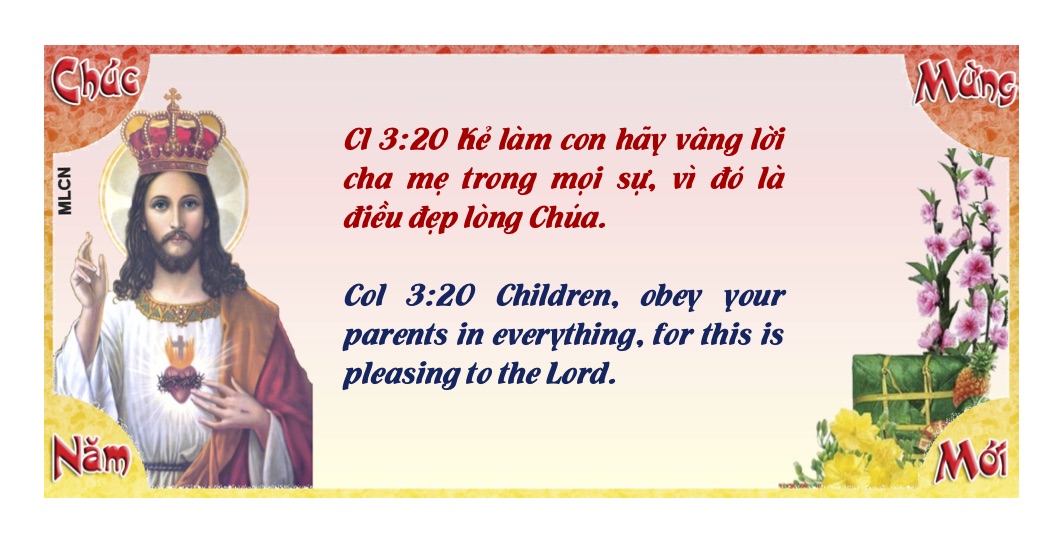 Chúc
Mừng
MLCN
Cl 3:20 Kẻ làm con hãy vâng lời
cha mẹ trong mọi sự, vì đó là
điều đẹp lòng Chúa.
Col 3:20 Children, obey your
parents in everything, for this is
pleasing to the Lord.
Năm
Mới